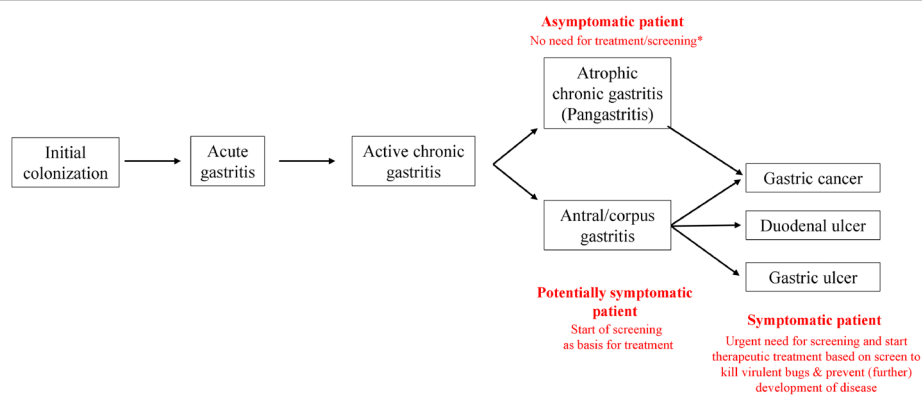 Asymptomatic patient
No need for treatment/screening*
Atrophic
chronic gastritis
(Pangastritis)
Initial
colonization
Acute
gastritis
Active chronic
gastritis
Gastric cancer
Antral/corpus
gastritis
Duodenal ulcer
Gastric ulcer
Potentially symptomatic
patient
Start of screening
as basis for treatment
Symptomatic patient
Urgent need for screening and start
therapeutic treatment based on screen to
kill virulent bugs & prevent (further)
development of disease